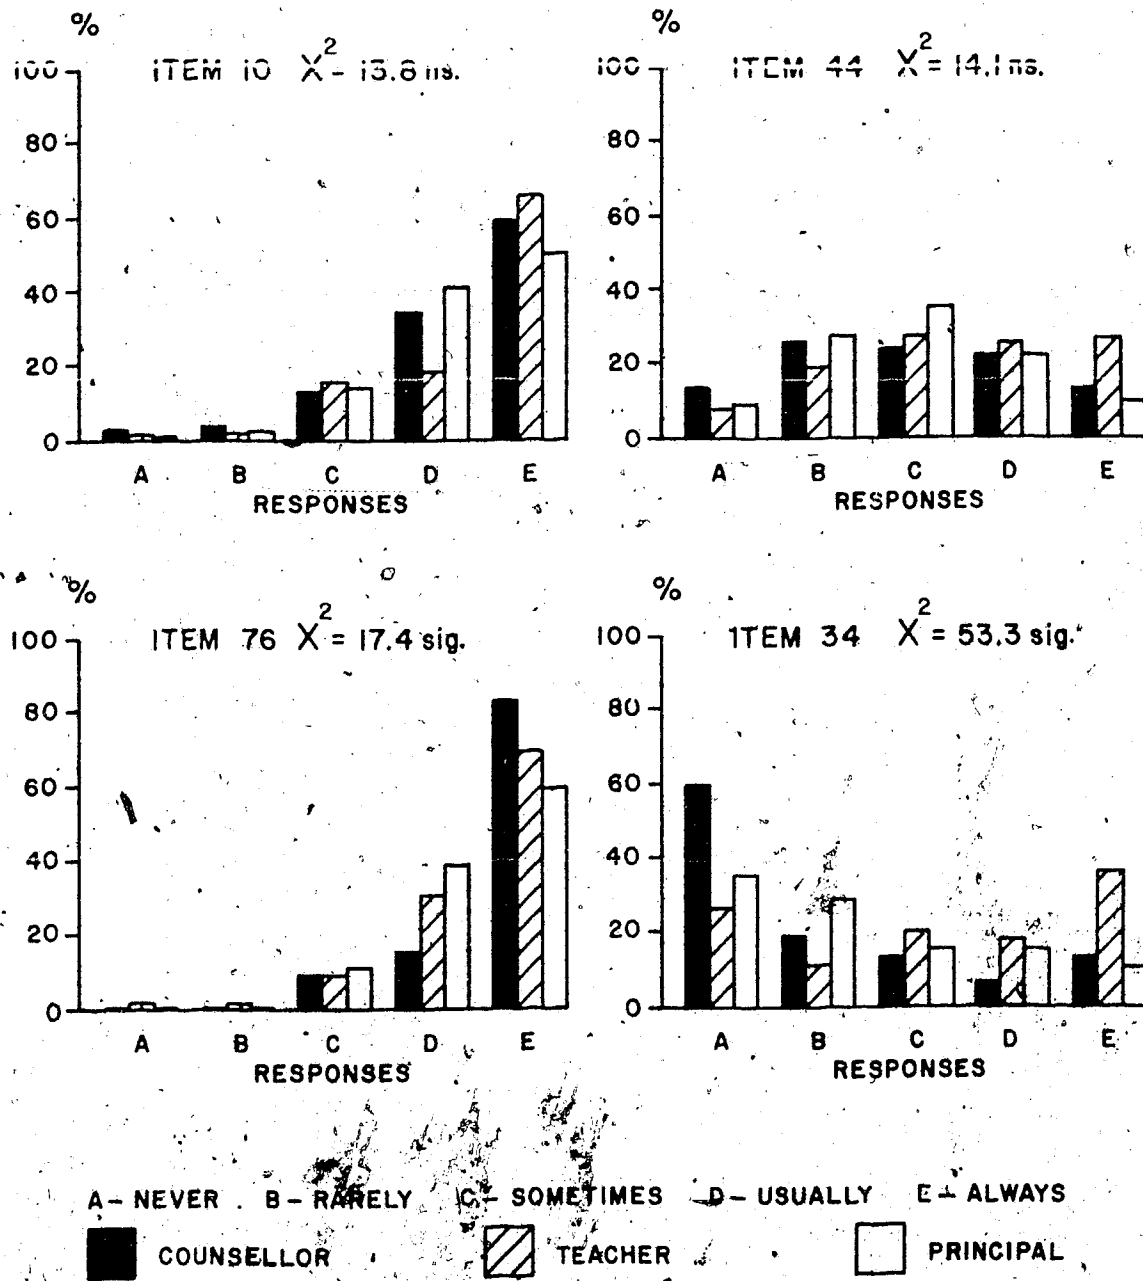 %
ITEM 10 X² = 13.8 ns.
100
80
60
40
20
0
A B C D E
RESPONSES
%
ITEM 44 X² = 14.1 ns.
100
80
60
40
20
0
A B C D E
RESPONSES
%
ITEM 76 X² = 17.4 sig.
100
80
60
40
20
0
A B C D E
RESPONSES
%
ITEM 34 X² = 53.3 sig.
100
80
60
40
20
0
A B C D E
RESPONSES
A – NEVER B – RARELY C – SOMETIMES D – USUALLY E – ALWAYS
COUNSELLOR TEACHER PRINCIPAL